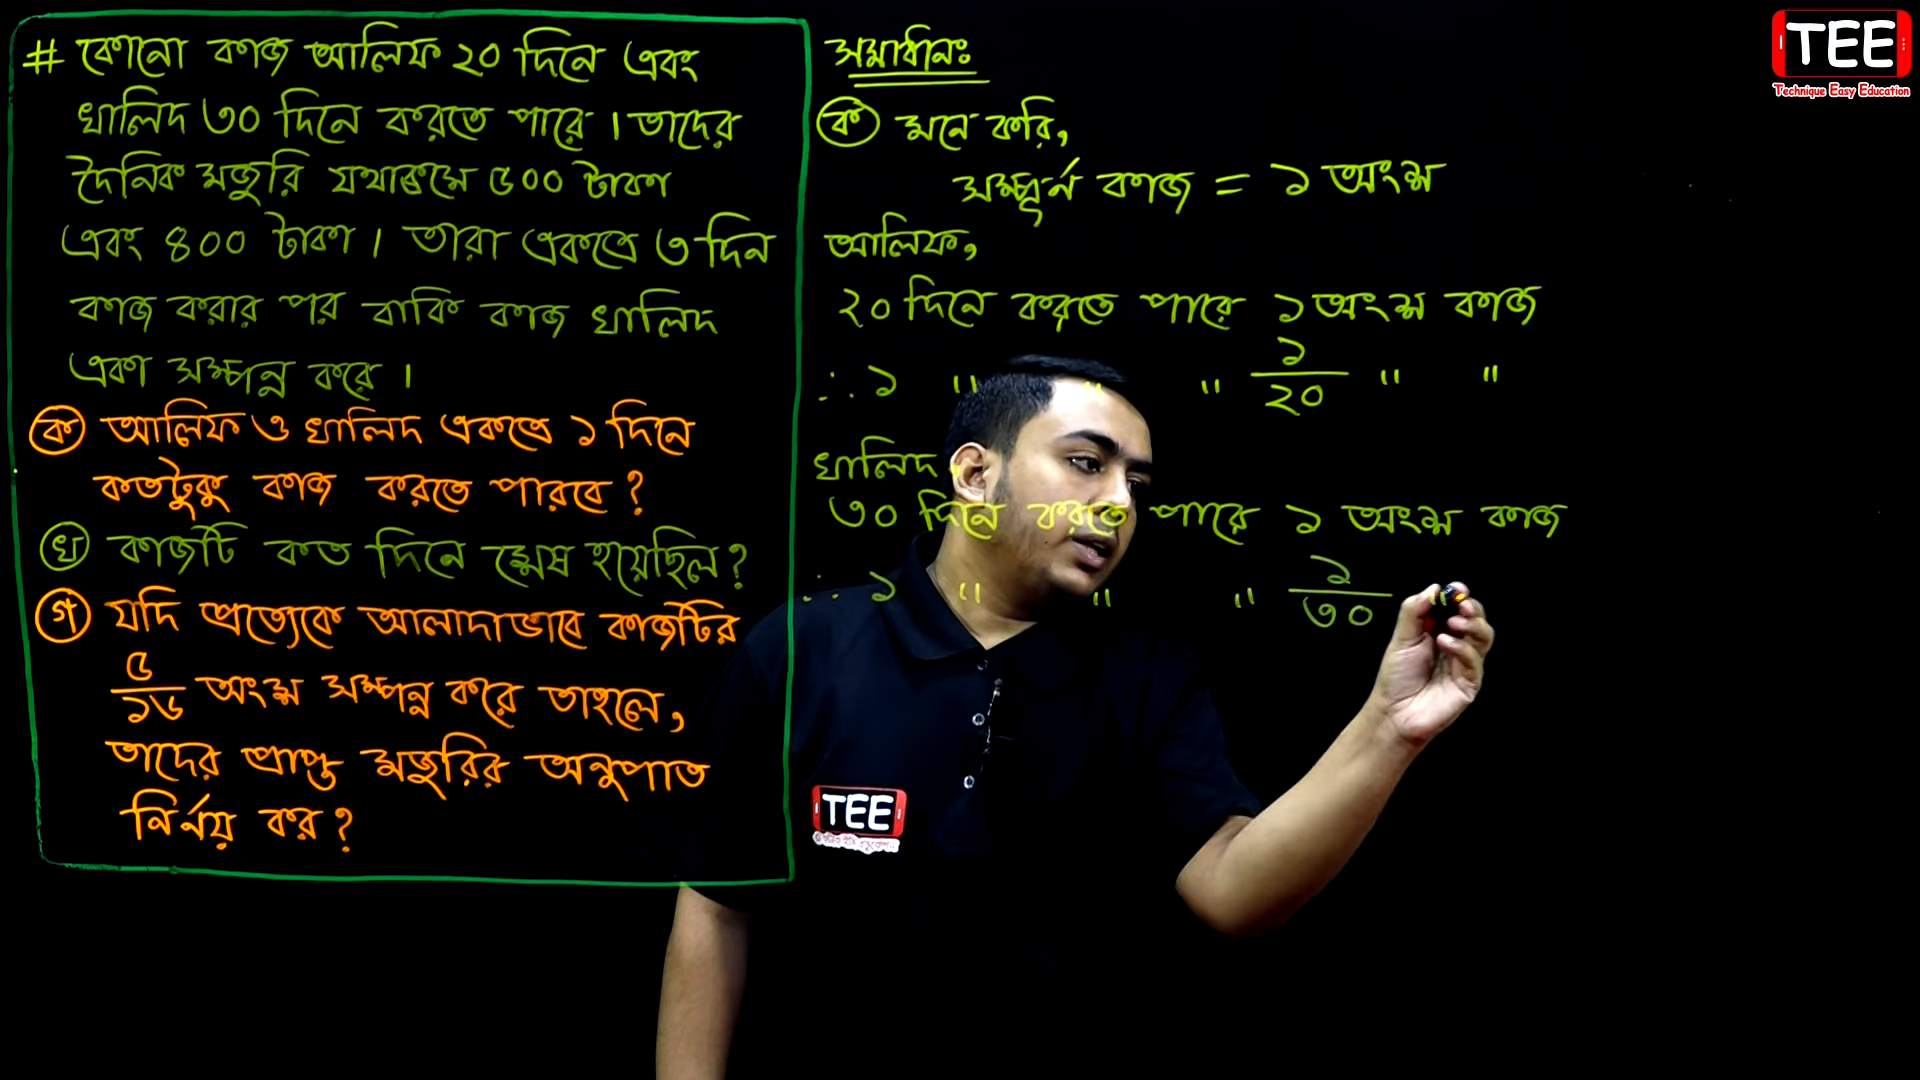 # কোনো কাজ আলিফ ২০ দিনে এবং
খালিদ ৩০ দিনে করতে পারে। তাদের
দৈনিক মজুরি যথাক্রমে ৫০০ টাকা
এবং ৪০০ টাকা। তারা একত্রে ৩ দিন
কাজ করার পর বাকি কাজ খালিদ
একা সম্পন্ন করে।
ক আলিফ ও খালিদ একত্রে ১ দিনে
কতটুকু কাজ করতে পারবে?
খ কাজটি কত দিনে শেষ হয়েছিল?
গ যদি প্রত্যেকে আলাদাভাবে কাজটির
৫/১৬ অংশ সম্পন্ন করে তাহলে,
তাদের প্রাপ্ত মজুরির অনুপাত
নির্নয় কর?
সমাধানঃ
ক মনে করি,
সম্পূর্ন কাজ = ১ অংশ
আলিফ,
২০ দিনে করতে পারে ১ অংশ কাজ
∴ ১ " " " ১/২০ " "
খালিদ,
৩০ দিনে করতে পারে ১ অংশ কাজ
∴ ১ " " " ১/৩০ "
TEE
Technique Easy Education
TEE